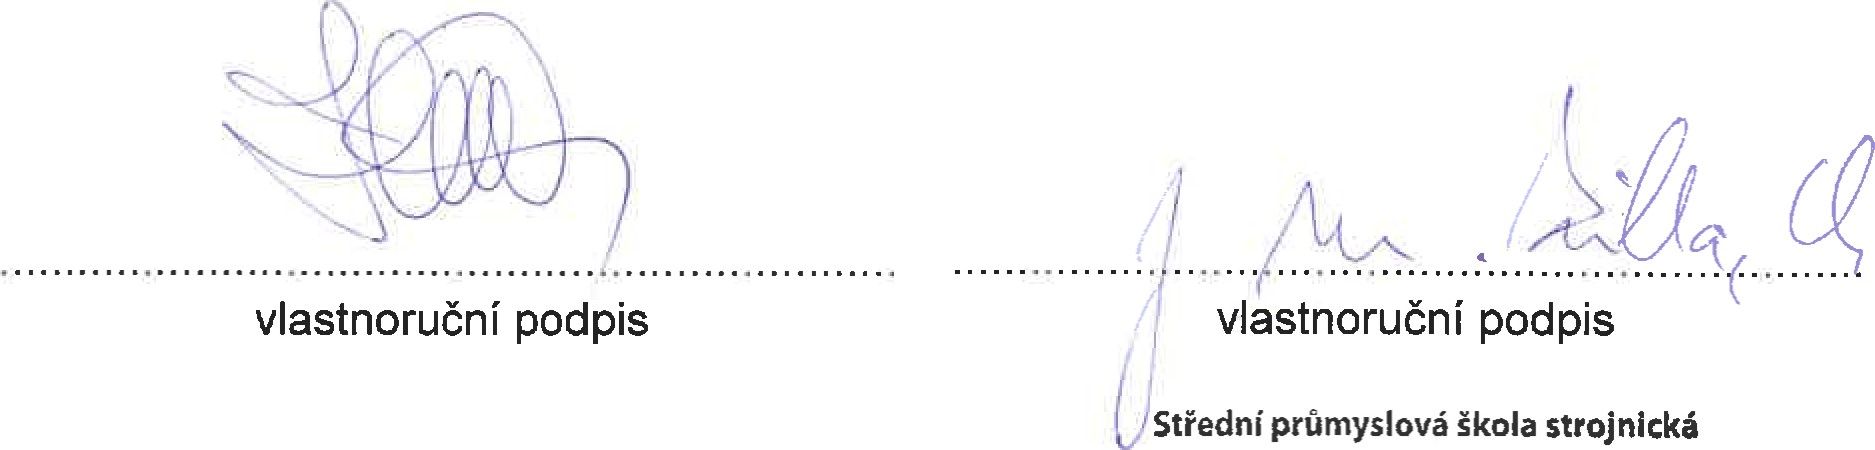 vlastnoruční podpis
vlastnoruční podpis
Střední průmyslová škola strojnická